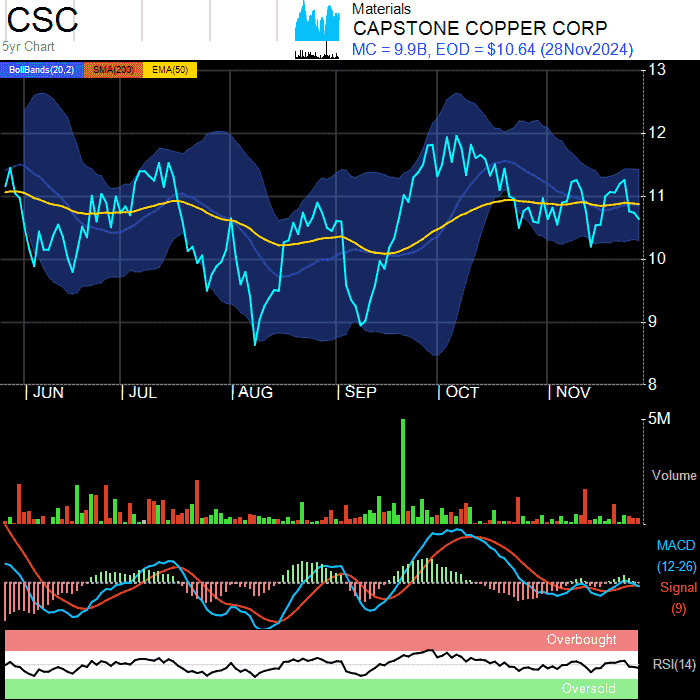 CSC
5yr Chart
Materials
CAPSTONE COPPER CORP
MC = 9.9B, EOD = $10.64 (28Nov2024)
BollBands(20,2) SMA(200) EMA(50)
13
12
11
10
9
8
JUN JUL AUG SEP OCT NOV
5M
Volume
MACD
(12-26)
Signal
(9)
Overbought
RSI(14)
Oversold